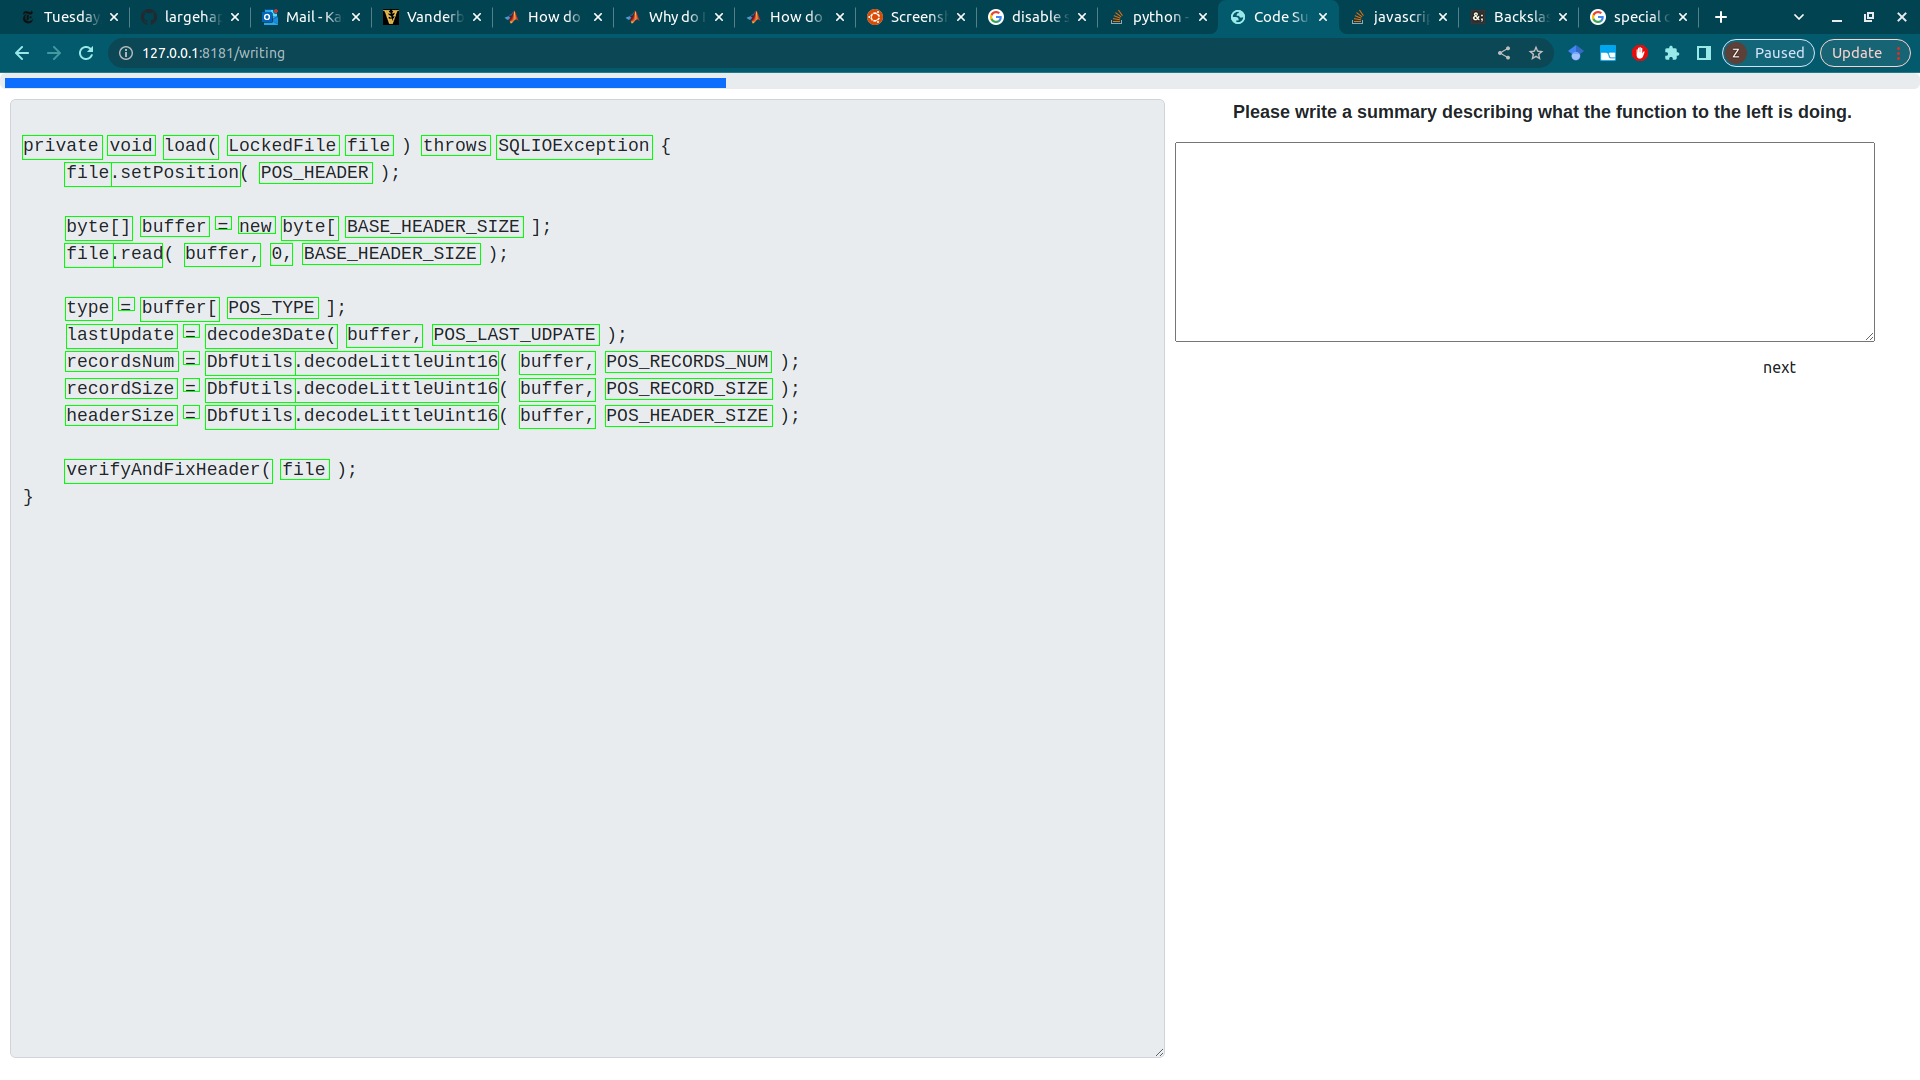 Tuesday
largeha
Mail - Ka
Vanderb
How do
Why do
How do
Screens
disable s
python -
Code Su
javascrip
Backsla
special c
127.0.0.1:8181/writing
Z Paused
Update
Please write a summary describing what the function to the left is doing.
private void load( LockedFile file ) throws SQLIOException {
file.setPosition( POS_HEADER );
byte[] buffer = new byte[ BASE_HEADER_SIZE ];
file.read( buffer, 0, BASE_HEADER_SIZE );
type = buffer[ POS_TYPE ];
lastUpdate = decode3Date( buffer, POS_LAST_UDPATE );
recordsNum = DbfUtils.decodeLittleUint16( buffer, POS_RECORDS_NUM );
recordSize = DbfUtils.decodeLittleUint16( buffer, POS_RECORD_SIZE );
headerSize = DbfUtils.decodeLittleUint16( buffer, POS_HEADER_SIZE );
verifyAndFixHeader( file );
}
next